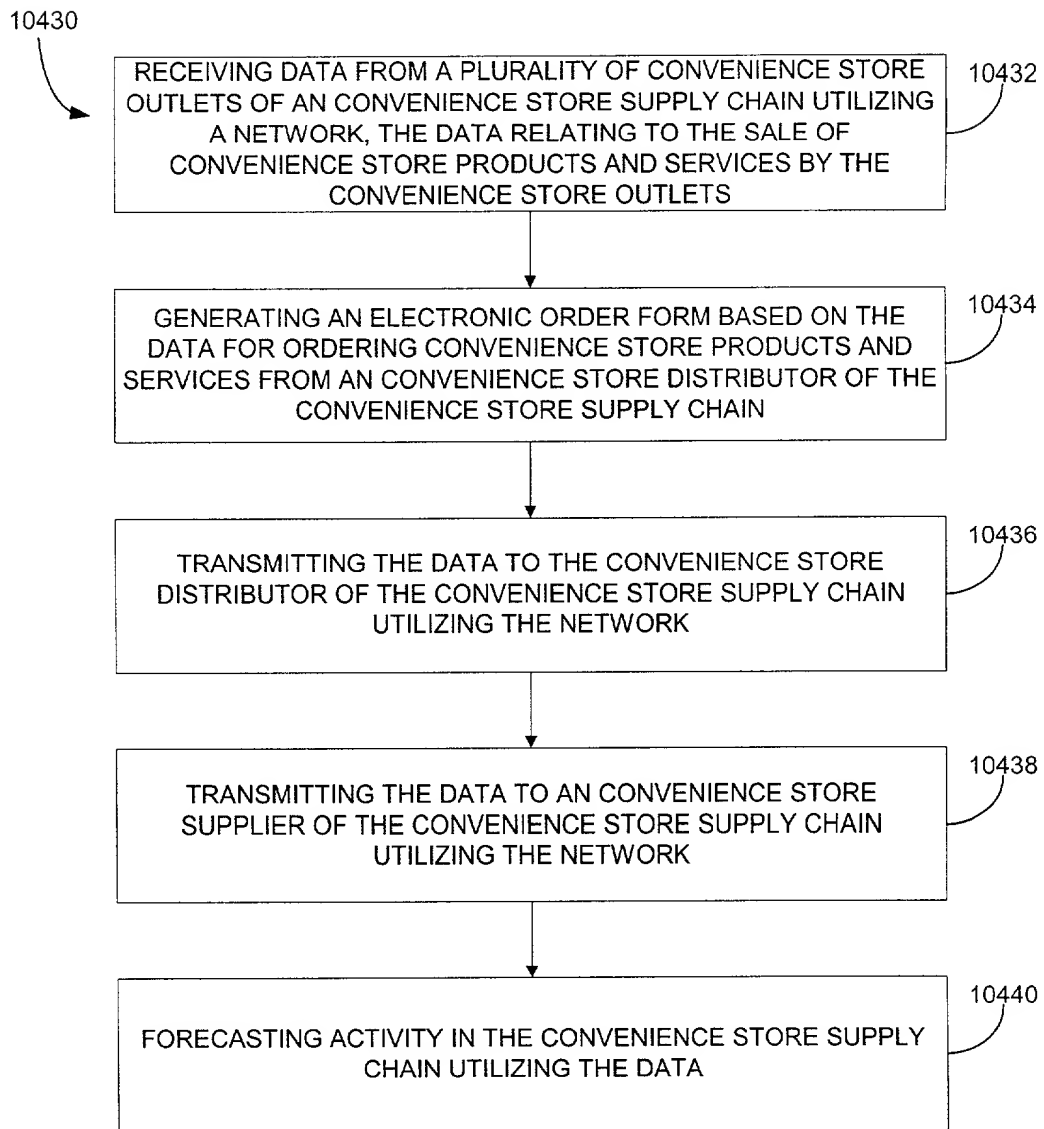 10430
RECEIVING DATA FROM A PLURALITY OF CONVENIENCE STORE
OUTLETS OF AN CONVENIENCE STORE SUPPLY CHAIN UTILIZING
A NETWORK, THE DATA RELATING TO THE SALE OF
CONVENIENCE STORE PRODUCTS AND SERVICES BY THE
CONVENIENCE STORE OUTLETS
10432
GENERATING AN ELECTRONIC ORDER FORM BASED ON THE
DATA FOR ORDERING CONVENIENCE STORE PRODUCTS AND
SERVICES FROM AN CONVENIENCE STORE DISTRIBUTOR OF THE
CONVENIENCE STORE SUPPLY CHAIN
10434
TRANSMITTING THE DATA TO THE CONVENIENCE STORE
DISTRIBUTOR OF THE CONVENIENCE STORE SUPPLY CHAIN
UTILIZING THE NETWORK
10436
TRANSMITTING THE DATA TO AN CONVENIENCE STORE
SUPPLIER OF THE CONVENIENCE STORE SUPPLY CHAIN
UTILIZING THE NETWORK
10438
FORECASTING ACTIVITY IN THE CONVENIENCE STORE SUPPLY
CHAIN UTILIZING THE DATA
10440